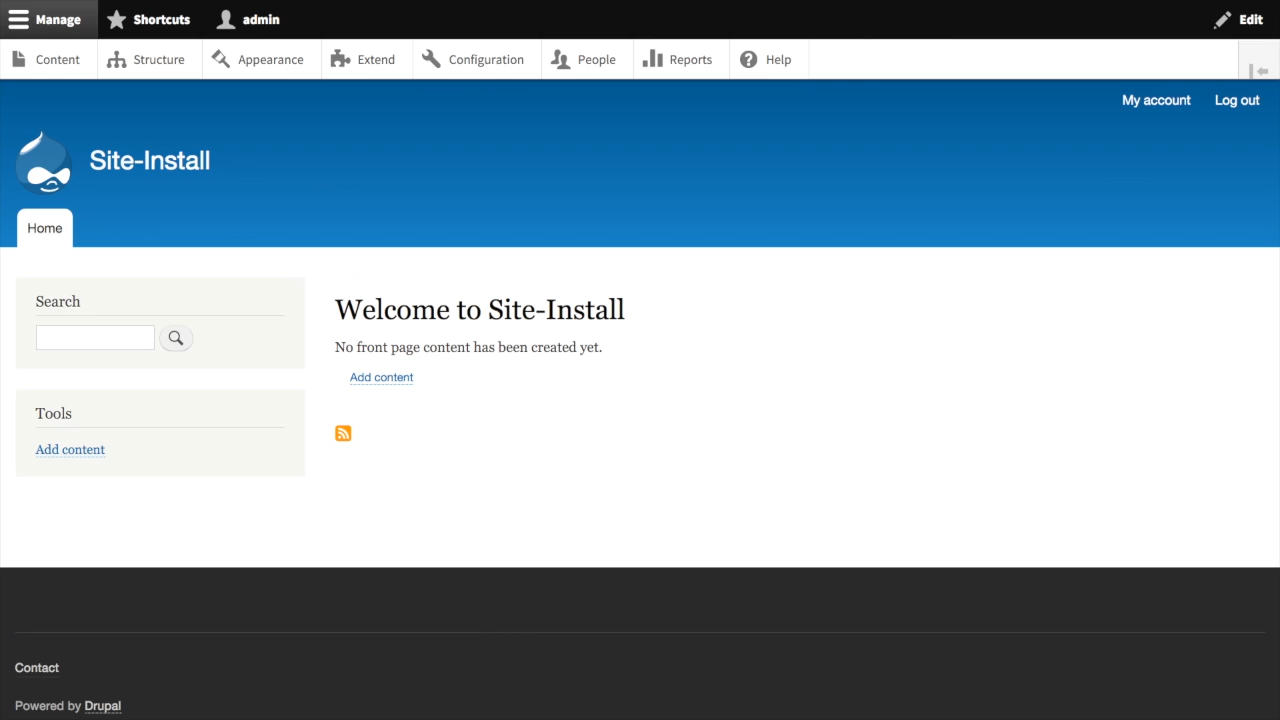 Manage Shortcuts admin Edit
Content Structure Appearance Extend Configuration People Reports Help
My account Log out
Site-Install
Home
Search
Welcome to Site-Install
No front page content has been created yet.
Add content
Tools
Add content
Contact
Powered by Drupal